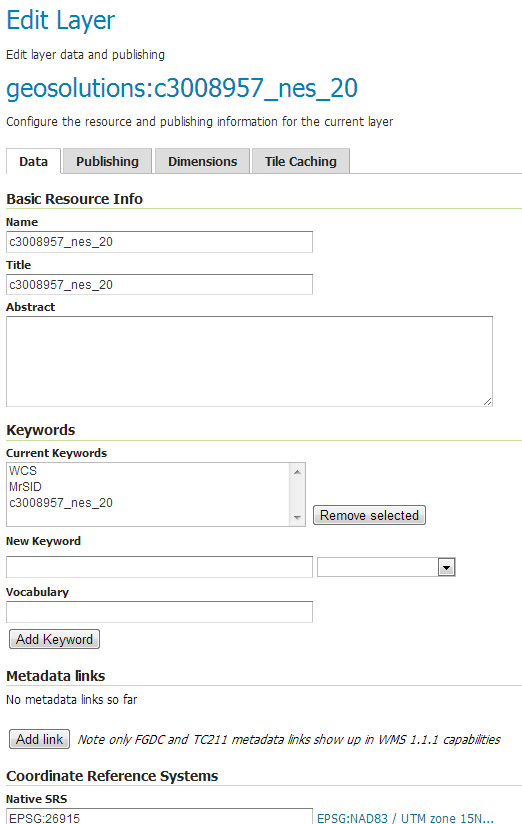 Edit Layer
Edit layer data and publishing
geosolutions:c3008957_nes_20
Configure the resource and publishing information for the current layer
Data Publishing Dimensions Tile Caching
Basic Resource Info
Name
c3008957_nes_20
Title
c3008957_nes_20
Abstract
Keywords
Current Keywords
WCS
MrSID
c3008957_nes_20
Remove selected
New Keyword
Vocabulary
Add Keyword
Metadata links
No metadata links so far
Add link Note only FGDC and TC211 metadata links show up in WMS 1.1.1 capabilities
Coordinate Reference Systems
Native SRS
EPSG:26915 EPSG:NAD83 / UTM zone 15N...